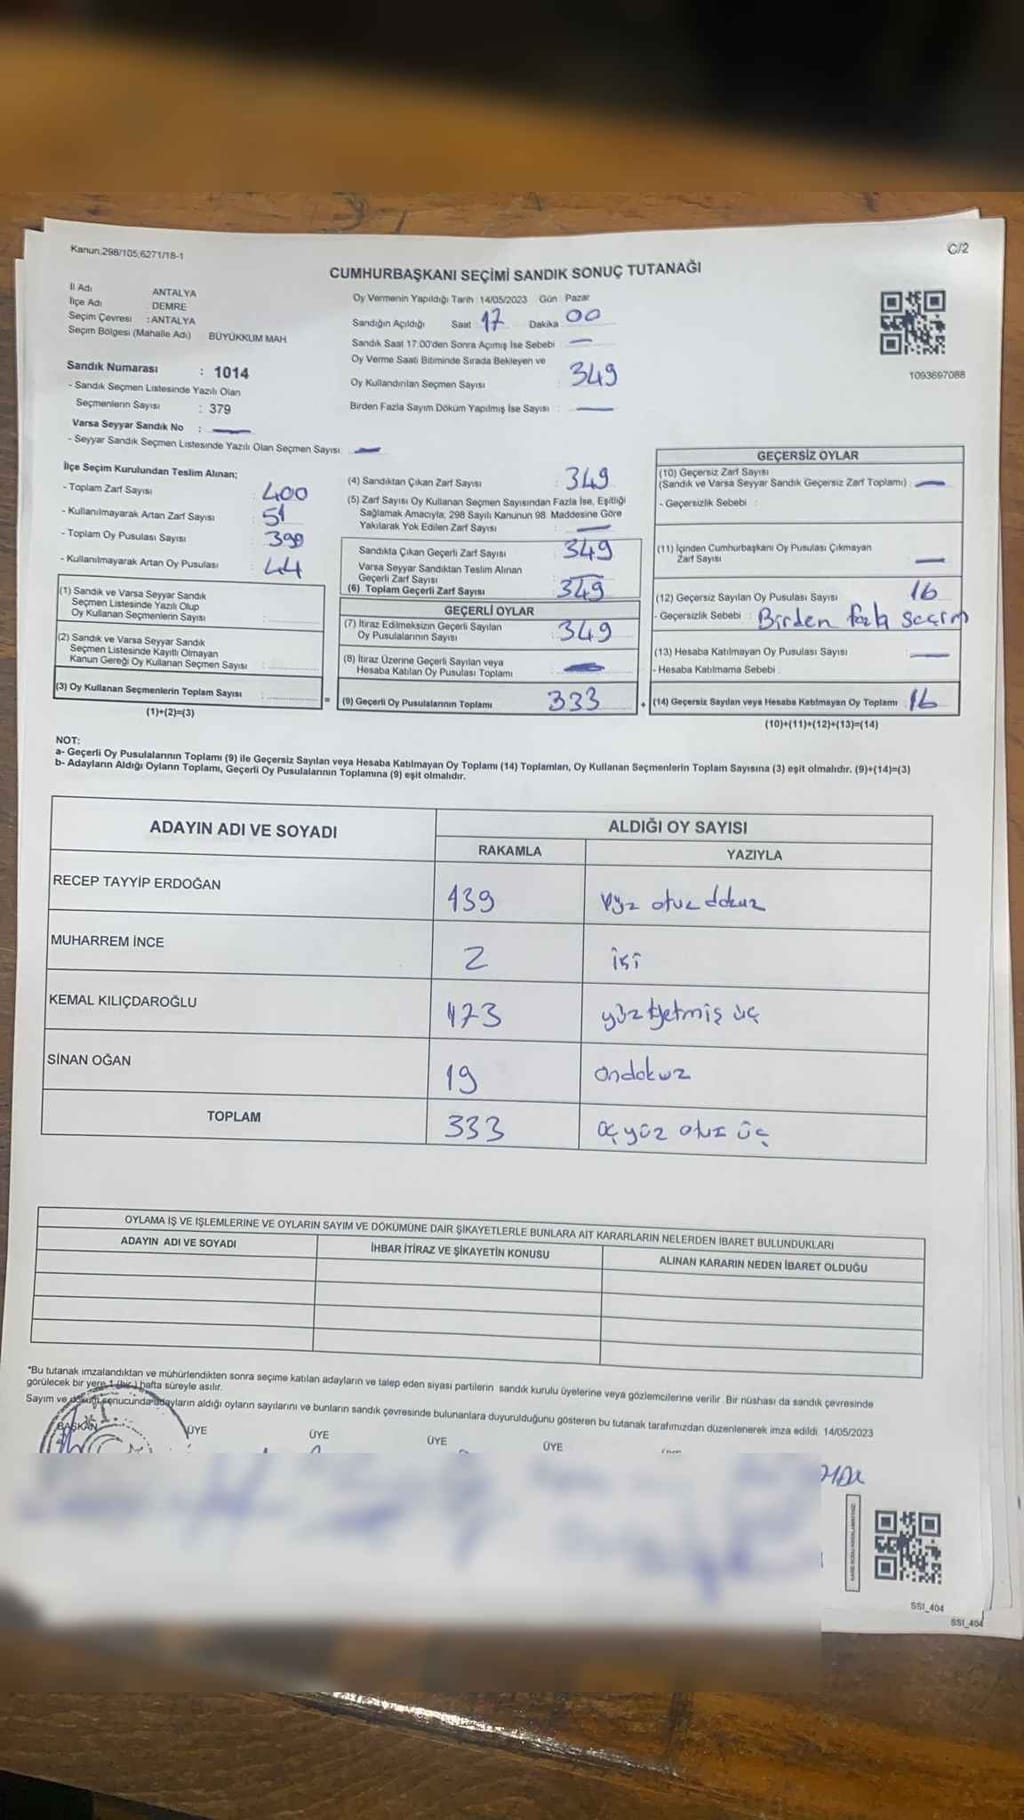 Kanun.298/105;6271/18-1
C/2
CUMHURBAŞKANI SEÇİMİ SANDIK SONUÇ TUTANAĞI
İl Adı ANTALYA
İlçe Adı DEMRE
Seçim Çevresi : ANTALYA
Seçim Bölgesi (Mahalle Adı) BÜYÜKKUM MAH
Sandık Numarası : 1014
- Sandık Seçmen Listesinde Yazılı Olan
Seçmenlerin Sayısı : 379
Varsa Seyyar Sandık No :
- Seyyar Sandık Seçmen Listesinde Yazılı Olan Seçmen Sayısı
Oy Vermenin Yapıldığı Tarih 14/05/2023 Gün Pazar
Sandığın Açıldığı Saat 17 Dakika 00
Sandık Saat 17:00'den Sonra Açımış İse Sebebi
Oy Verme Saati Bitiminde Sırada Bekleyen ve
Oy Kullandırılan Seçmen Sayısı 349
Birden Fazla Sayım Döküm Yapılmış İse Sayısı
1093697088
İlçe Seçim Kurulundan Teslim Alınan;
- Toplam Zarf Sayısı 400
- Kullanılmayarak Artan Zarf Sayısı 51
- Toplam Oy Pusulası Sayısı 399
- Kullanılmayarak Artan Oy Pusulası 44
(1) Sandık ve Varsa Seyyar Sandık
Seçmen Listesinde Yazılı Olup
Oy Kullanan Seçmenlerin Sayısı
(2) Sandık ve Varsa Seyyar Sandık
Seçmen Listesinde Kayıtlı Olmayan
Kanun Gereği Oy Kullanan Seçmen Sayısı
(3) Oy Kullanan Seçmenlerin Toplam Sayısı
(1)+(2)=(3)
(4) Sandıktan Çıkan Zarf Sayısı 349
(5) Zarf Sayısı Oy Kullanan Seçmen Sayısından Fazla İse, Eşitliği
Sağlamak Amacıyla; 298 Sayılı Kanunun 98. Maddesine Göre
Yakılarak Yok Edilen Zarf Sayısı
Sandıkta Çıkan Geçerli Zarf Sayısı 349
Varsa Seyyar Sandıktan Teslim Alınan
Geçerli Zarf Sayısı
(6) Toplam Geçerli Zarf Sayısı 349
GEÇERLİ OYLAR
(7) İtiraz Edilmeksizin Geçerli Sayılan
Oy Pusulalarının Sayısı 349
(8) İtiraz Üzerine Geçerli Sayılan veya
Hesaba Katılan Oy Pusulası Toplamı
= (9) Geçerli Oy Pusulalarının Toplamı 333
GEÇERSİZ OYLAR
(10) Geçersiz Zarf Sayısı
(Sandık ve Varsa Seyyar Sandık Geçersiz Zarf Toplamı) :
- Geçersizlik Sebebi :
(11) İçinden Cumhurbaşkanı Oy Pusulası Çıkmayan
Zarf Sayısı
(12) Geçersiz Sayılan Oy Pusulası Sayısı 16
- Geçersizlik Sebebi : Birden fazla seçim
(13) Hesaba Katılmayan Oy Pusulası Sayısı
- Hesaba Katılmama Sebebi :
+ (14) Geçersiz Sayılan veya Hesaba Katılmayan Oy Toplamı 16
(10)+(11)+(12)+(13)=(14)
NOT:
a- Geçerli Oy Pusulalarının Toplamı (9) ile Geçersiz Sayılan veya Hesaba Katılmayan Oy Toplamı (14) Toplamları, Oy Kullanan Seçmenlerin Toplam Sayısına (3) eşit olmalıdır. (9)+(14)=(3)
b- Adayların Aldığı Oyların Toplamı, Geçerli Oy Pusulalarının Toplamına (9) eşit olmalıdır.
ADAYIN ADI VE SOYADI ALDIĞI OY SAYISI
RAKAMLA YAZIYLA
RECEP TAYYİP ERDOĞAN 139 yüz otuz dokuz
MUHARREM İNCE 2 iki
KEMAL KILIÇDAROĞLU 173 yüz yetmiş üç
SİNAN OĞAN 19 ondokuz
TOPLAM 333 üç yüz otuz üç
OYLAMA İŞ VE İŞLEMLERİNE VE OYLARIN SAYIM VE DÖKÜMÜNE DAİR ŞİKAYETLERLE BUNLARA AİT KARARLARIN NELERDEN İBARET BULUNDUKLARI
ADAYIN ADI VE SOYADI İHBAR İTİRAZ VE ŞİKAYETİN KONUSU ALINAN KARARIN NEDEN İBARET OLDUĞU
*Bu tutanak imzalandıktan ve mühürlendikten sonra seçime katılan adayların ve talep eden siyasi partilerin sandık kurulu üyelerine veya gözlemcilerine verilir. Bir nüshası da sandık çevresinde
görülecek bir yere 1 (bir) hafta süreyle asılır.
Sayım ve döküm sonucunda adayların aldığı oyların sayılarını ve bunların sandık çevresinde bulunanlara duyurulduğunu gösteren bu tutanak tarafımızdan düzenlenerek imza edildi. 14/05/2023
BAŞKAN ÜYE ÜYE ÜYE ÜYE
SSI_404
SSI_404